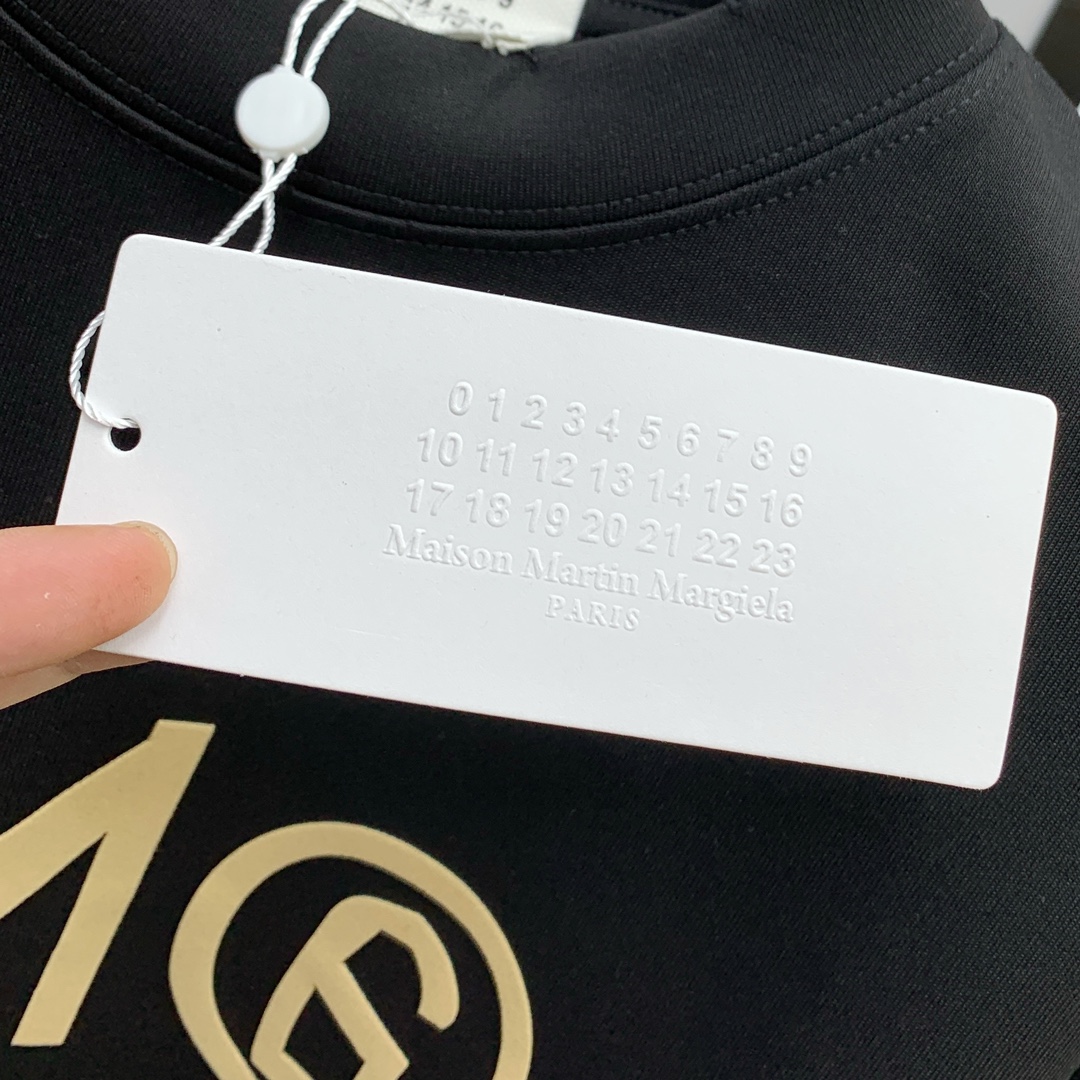 0 1 2 3 4 5 6 7 8 9
10 11 12 13 14 15 16
17 18 19 20 21 22 23
Maison Martin Margiela
PARIS
M6